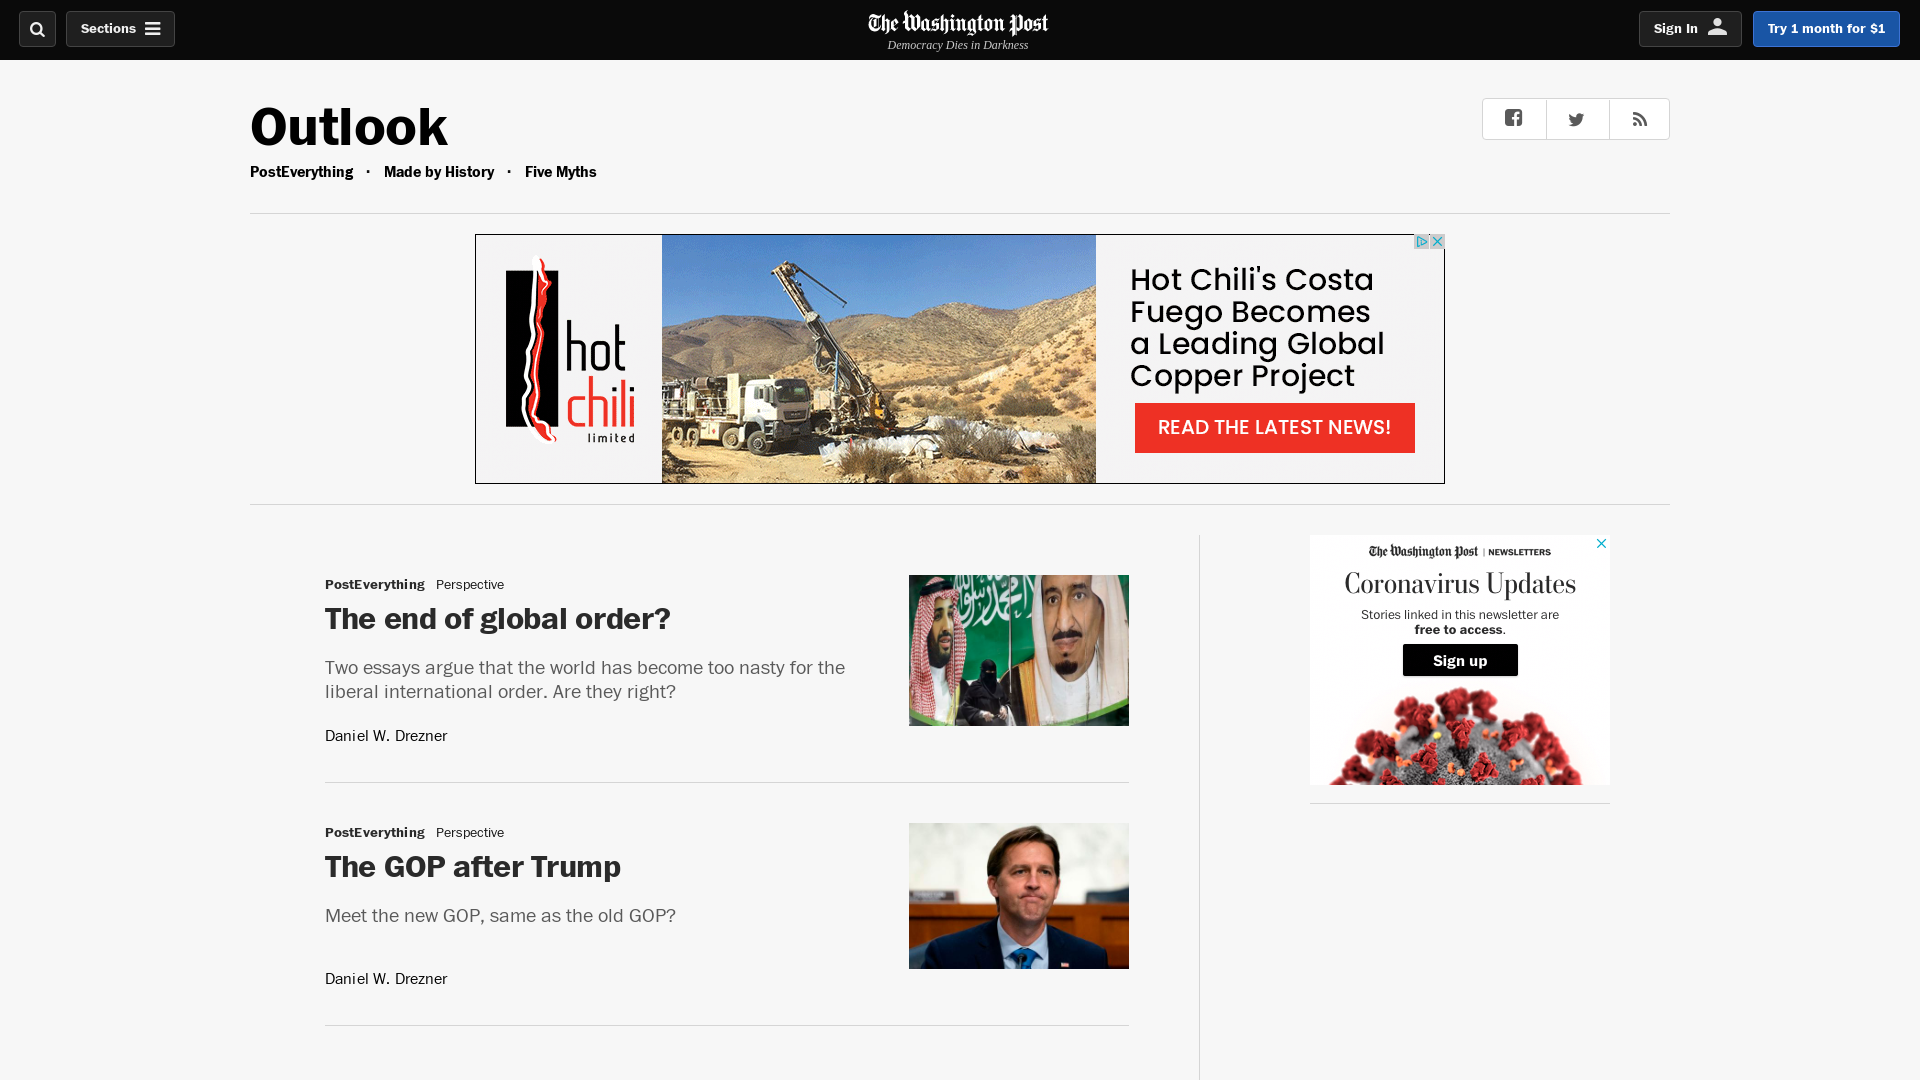 Sections
The Washington Post
Democracy Dies in Darkness
Sign In
Try 1 month for $1
Outlook
PostEverything · Made by History · Five Myths
hot
chili
limited
Hot Chili's Costa
Fuego Becomes
a Leading Global
Copper Project
READ THE LATEST NEWS!
PostEverything Perspective
The end of global order?
Two essays argue that the world has become too nasty for the
liberal international order. Are they right?
Daniel W. Drezner
PostEverything Perspective
The GOP after Trump
Meet the new GOP, same as the old GOP?
Daniel W. Drezner
The Washington Post | NEWSLETTERS
Coronavirus Updates
Stories linked in this newsletter are
free to access.
Sign up